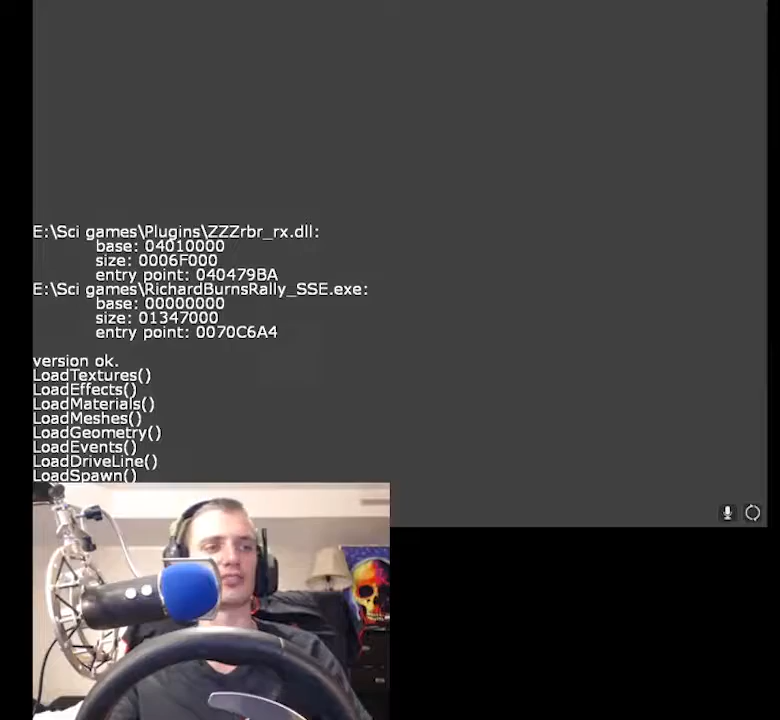 E:\Sci games\Plugins\ZZZrbr_rx.dll:
base: 04010000
size: 0006F000
entry point: 040479BA
E:\Sci games\RichardBurnsRally_SSE.exe:
base: 00000000
size: 01347000
entry point: 0070C6A4
version ok.
LoadTextures()
LoadEffects()
LoadMaterials()
LoadMeshes()
LoadGeometry()
LoadEvents()
LoadDriveLine()
LoadSpawn()